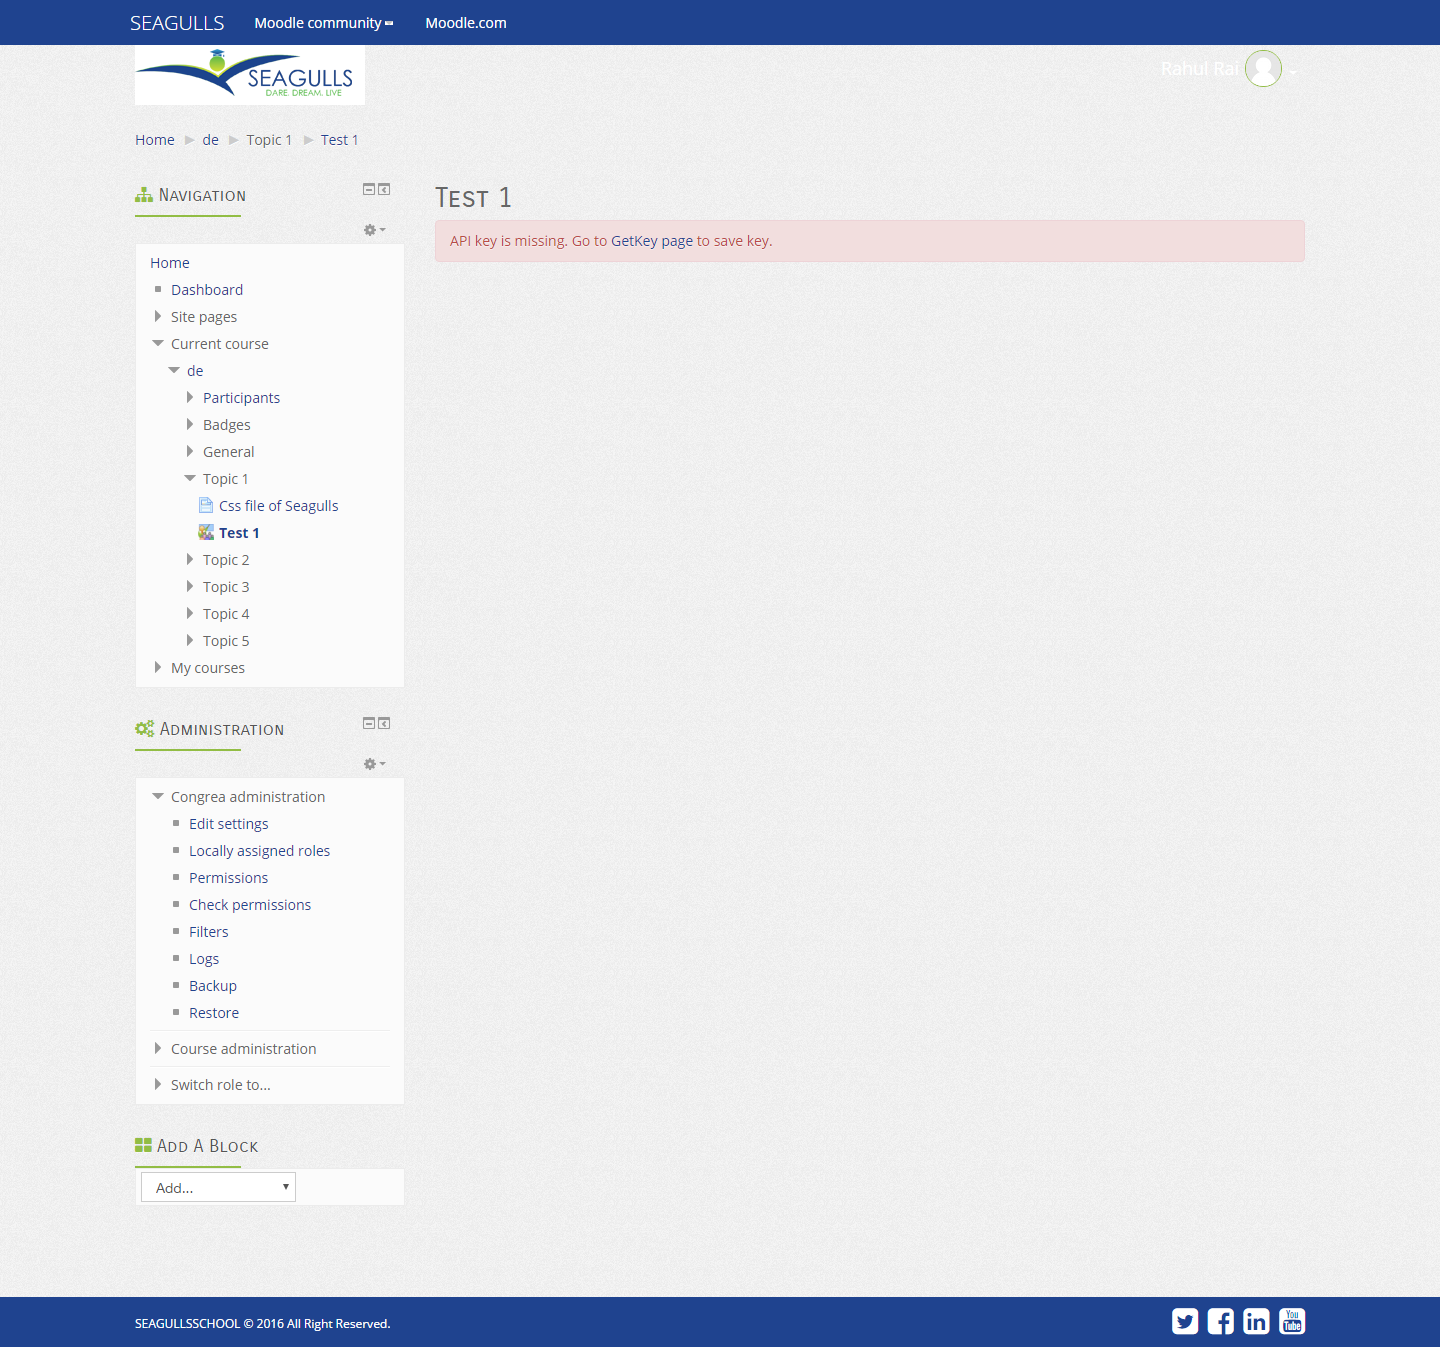 SEAGULLS Moodle community Moodle.com
SEAGULLS
DARE. DREAM. LIVE
Rahul Rai
Home de Topic 1 Test 1
Navigation
Home
Dashboard
Site pages
Current course
de
Participants
Badges
General
Topic 1
Css file of Seagulls
Test 1
Topic 2
Topic 3
Topic 4
Topic 5
My courses
Test 1
API key is missing. Go to GetKey page to save key.
Administration
Congrea administration
Edit settings
Locally assigned roles
Permissions
Check permissions
Filters
Logs
Backup
Restore
Course administration
Switch role to...
Add A Block
Add...
SEAGULLSSCHOOL © 2016 All Right Reserved.
You
Tube